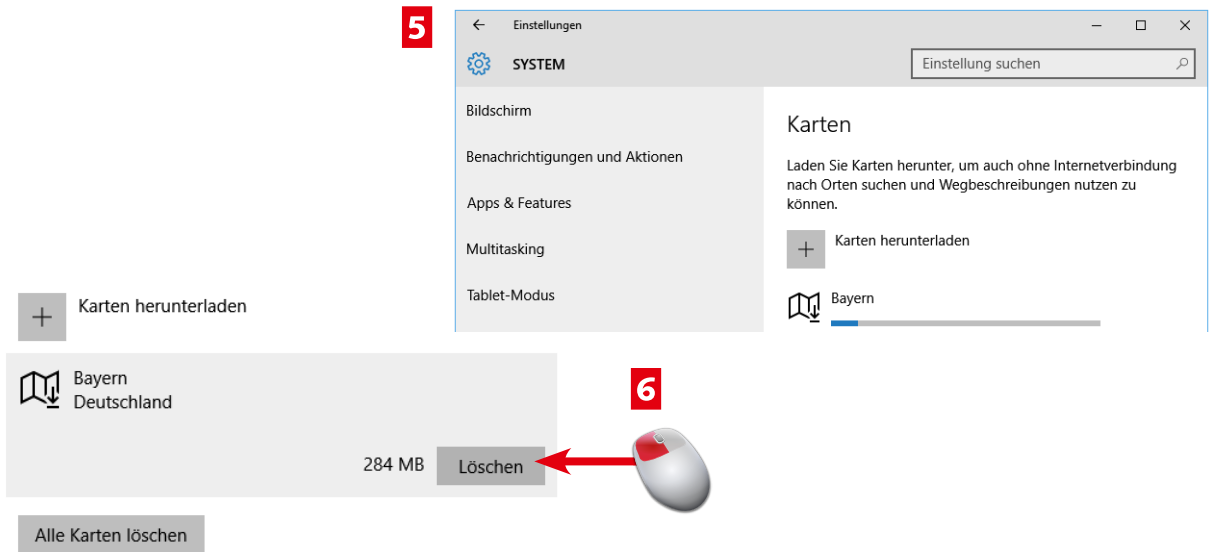 5
Einstellungen
SYSTEM
Einstellung suchen
Bildschirm
Benachrichtigungen und Aktionen
Apps & Features
Multitasking
Tablet-Modus
Karten
Laden Sie Karten herunter, um auch ohne Internetverbindung
nach Orten suchen und Wegbeschreibungen nutzen zu
können.
Karten herunterladen
Bayern
Karten herunterladen
Bayern
Deutschland
284 MB
Löschen
6
Alle Karten löschen